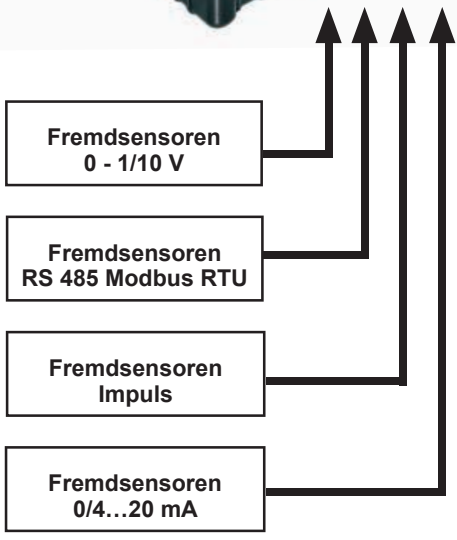 Fremdsensoren
0 - 1/10 V
Fremdsensoren
RS 485 Modbus RTU
Fremdsensoren
Impuls
Fremdsensoren
0/4…20 mA